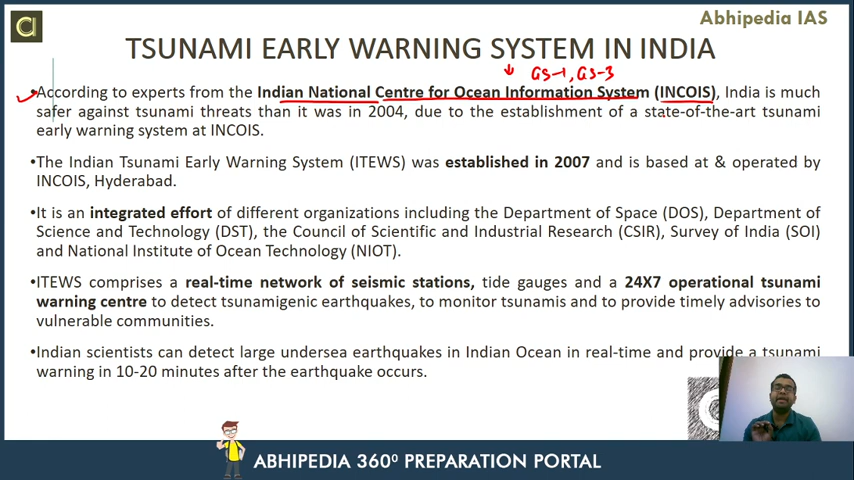 Abhipedia IAS
TSUNAMI EARLY WARNING SYSTEM IN INDIA
GS-1, GS-3
•According to experts from the Indian National Centre for Ocean Information System (INCOIS), India is much
safer against tsunami threats than it was in 2004, due to the establishment of a state-of-the-art tsunami
early warning system at INCOIS.
•The Indian Tsunami Early Warning System (ITEWS) was established in 2007 and is based at & operated by
INCOIS, Hyderabad.
•It is an integrated effort of different organizations including the Department of Space (DOS), Department of
Science and Technology (DST), the Council of Scientific and Industrial Research (CSIR), Survey of India (SOI)
and National Institute of Ocean Technology (NIOT).
•ITEWS comprises a real-time network of seismic stations, tide gauges and a 24X7 operational tsunami
warning centre to detect tsunamigenic earthquakes, to monitor tsunamis and to provide timely advisories to
vulnerable communities.
•Indian scientists can detect large undersea earthquakes in Indian Ocean in real-time and provide a tsunami
warning in 10-20 minutes after the earthquake occurs.
ABHIPEDIA 360⁰ PREPARATION PORTAL